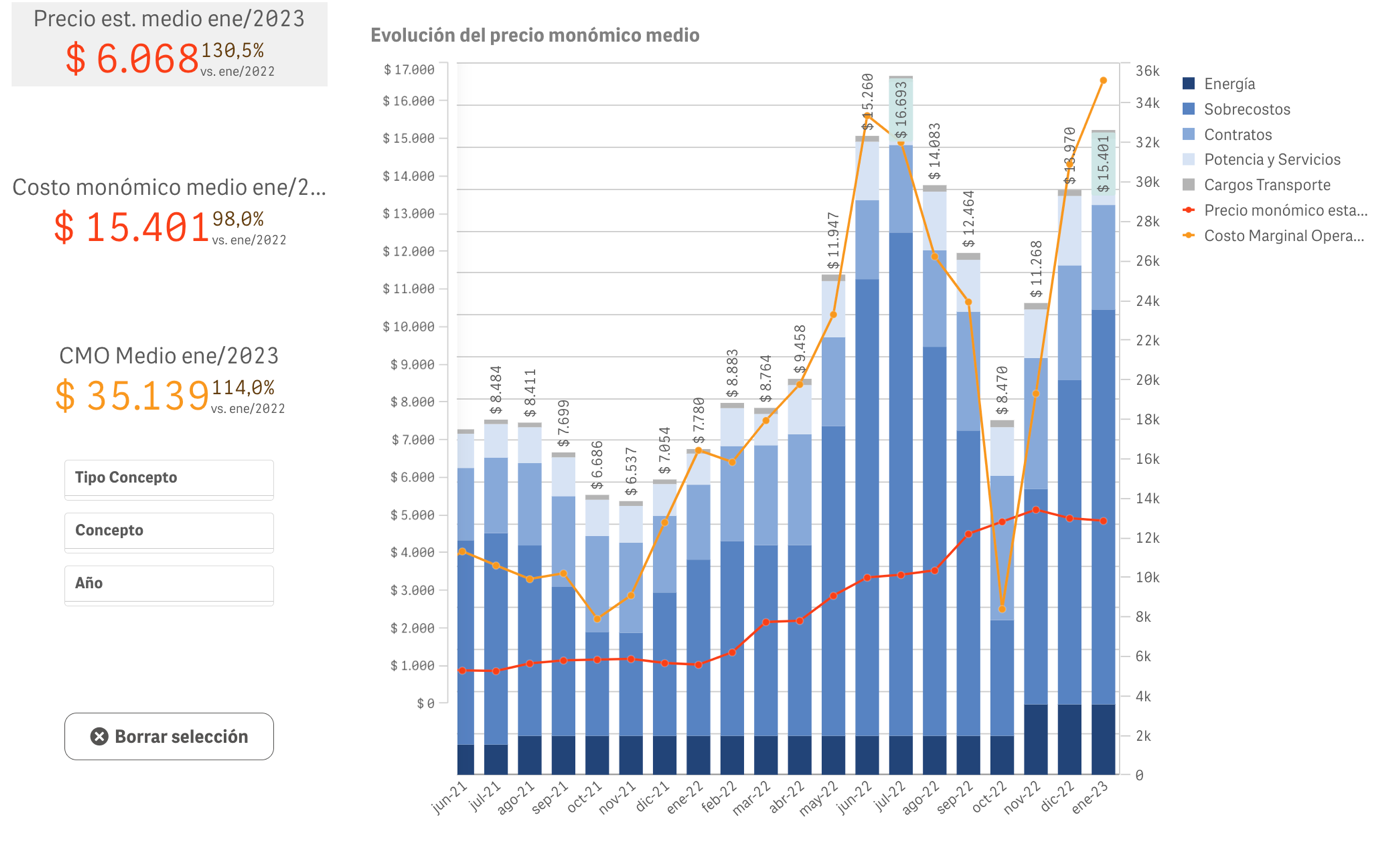 Precio est. medio ene/2023
$ 6.068
130,5%
vs. ene/2022
Costo monómico medio ene/2...
$ 15.401
98,0%
vs. ene/2022
CMO Medio ene/2023
$ 35.139
114,0%
vs. ene/2022
Tipo Concepto
Concepto
Año
Borrar selección
Evolución del precio monómico medio
$ 17.000
$ 16.000
$ 15.000
$ 14.000
$ 13.000
$ 12.000
$ 11.000
$ 10.000
$ 9.000
$ 8.000
$ 7.000
$ 6.000
$ 5.000
$ 4.000
$ 3.000
$ 2.000
$ 1.000
$ 0
$ 8.484
$ 8.411
$ 7.699
$ 6.686
$ 6.537
$ 7.054
$ 7.780
$ 8.883
$ 8.764
$ 9.458
$ 11.947
$ 15.260
$ 16.693
$ 14.083
$ 12.464
$ 8.470
$ 11.268
$ 13.970
$ 15.401
36k
34k
32k
30k
28k
26k
24k
22k
20k
18k
16k
14k
12k
10k
8k
6k
4k
2k
0
jun-21
jul-21
ago-21
sep-21
oct-21
nov-21
dic-21
ene-22
feb-22
mar-22
abr-22
may-22
jun-22
jul-22
ago-22
sep-22
oct-22
nov-22
dic-22
ene-23
Energía
Sobrecostos
Contratos
Potencia y Servicios
Cargos Transporte
Precio monómico esta...
Costo Marginal Opera...